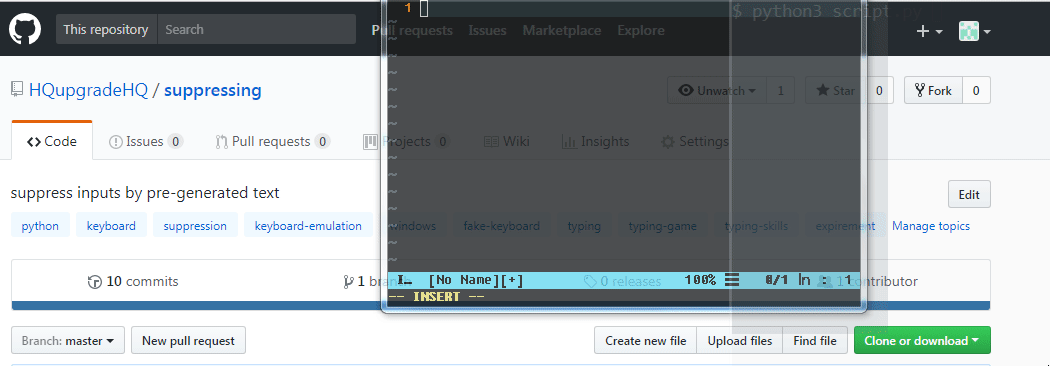 1 $ python3 script.py
This repository Search Pull requests Issues Marketplace Explore
HQupgradeHQ / suppressing Unwatch 1 Star 0 Fork 0
Code Issues 0 Pull requests 0 Projects 0 Wiki Insights Settings
suppress inputs by pre-generated text Edit
python keyboard suppression keyboard-emulation windows fake-keyboard typing typing-game typing-skills expirement Manage topics
10 commits 1 0 releases 1 contributor
I… [No Name][+] 100% 0/1 ln : 1
-- INSERT --
Branch: master New pull request Create new file Upload files Find file Clone or download